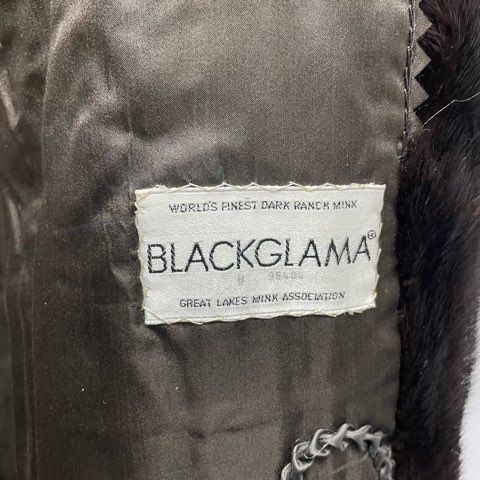 WORLD'S FINEST DARK RANCH MINK
BLACKGLAMA®
GREAT LAKES MINK ASSOCIATION